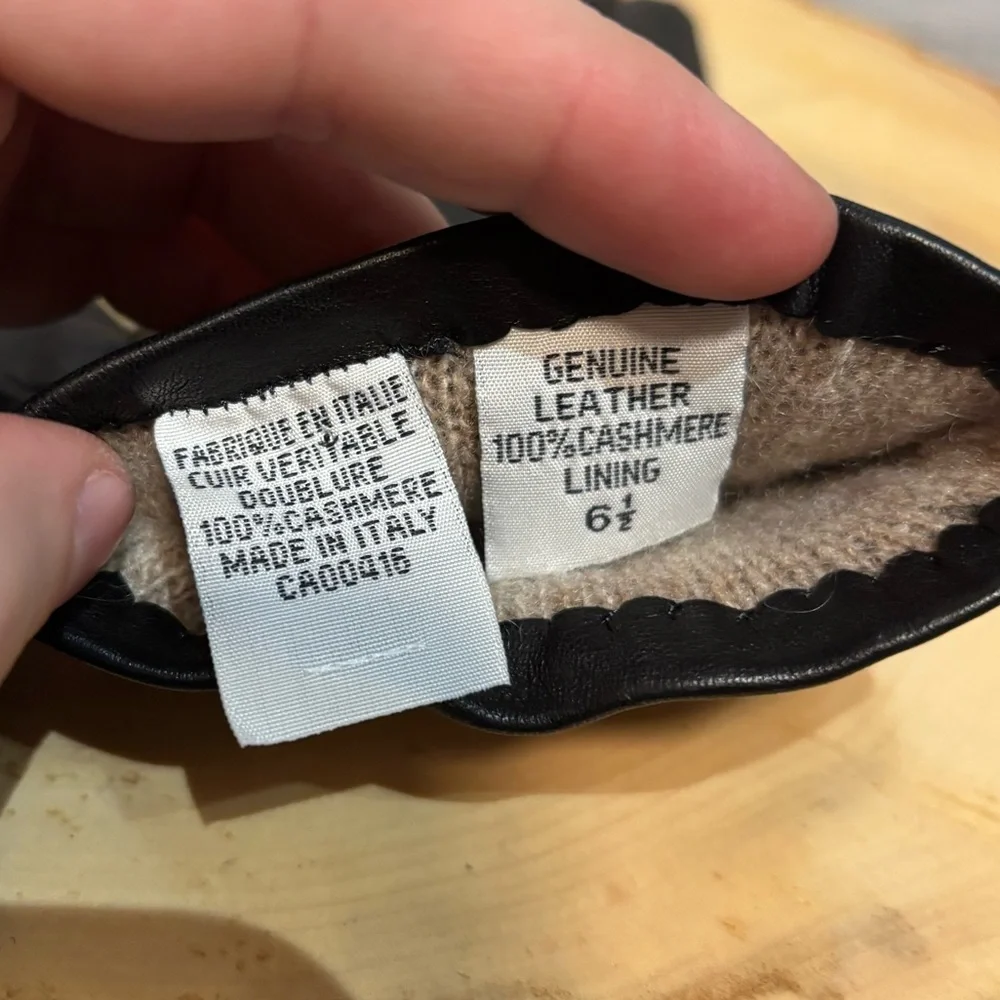 FABRIQUE EN ITALIE
CUIR VERITABLE
DOUBLURE
100%CASHMERE
MADE IN ITALY
CA00416
GENUINE
LEATHER
100%CASHMERE
LINING
6½